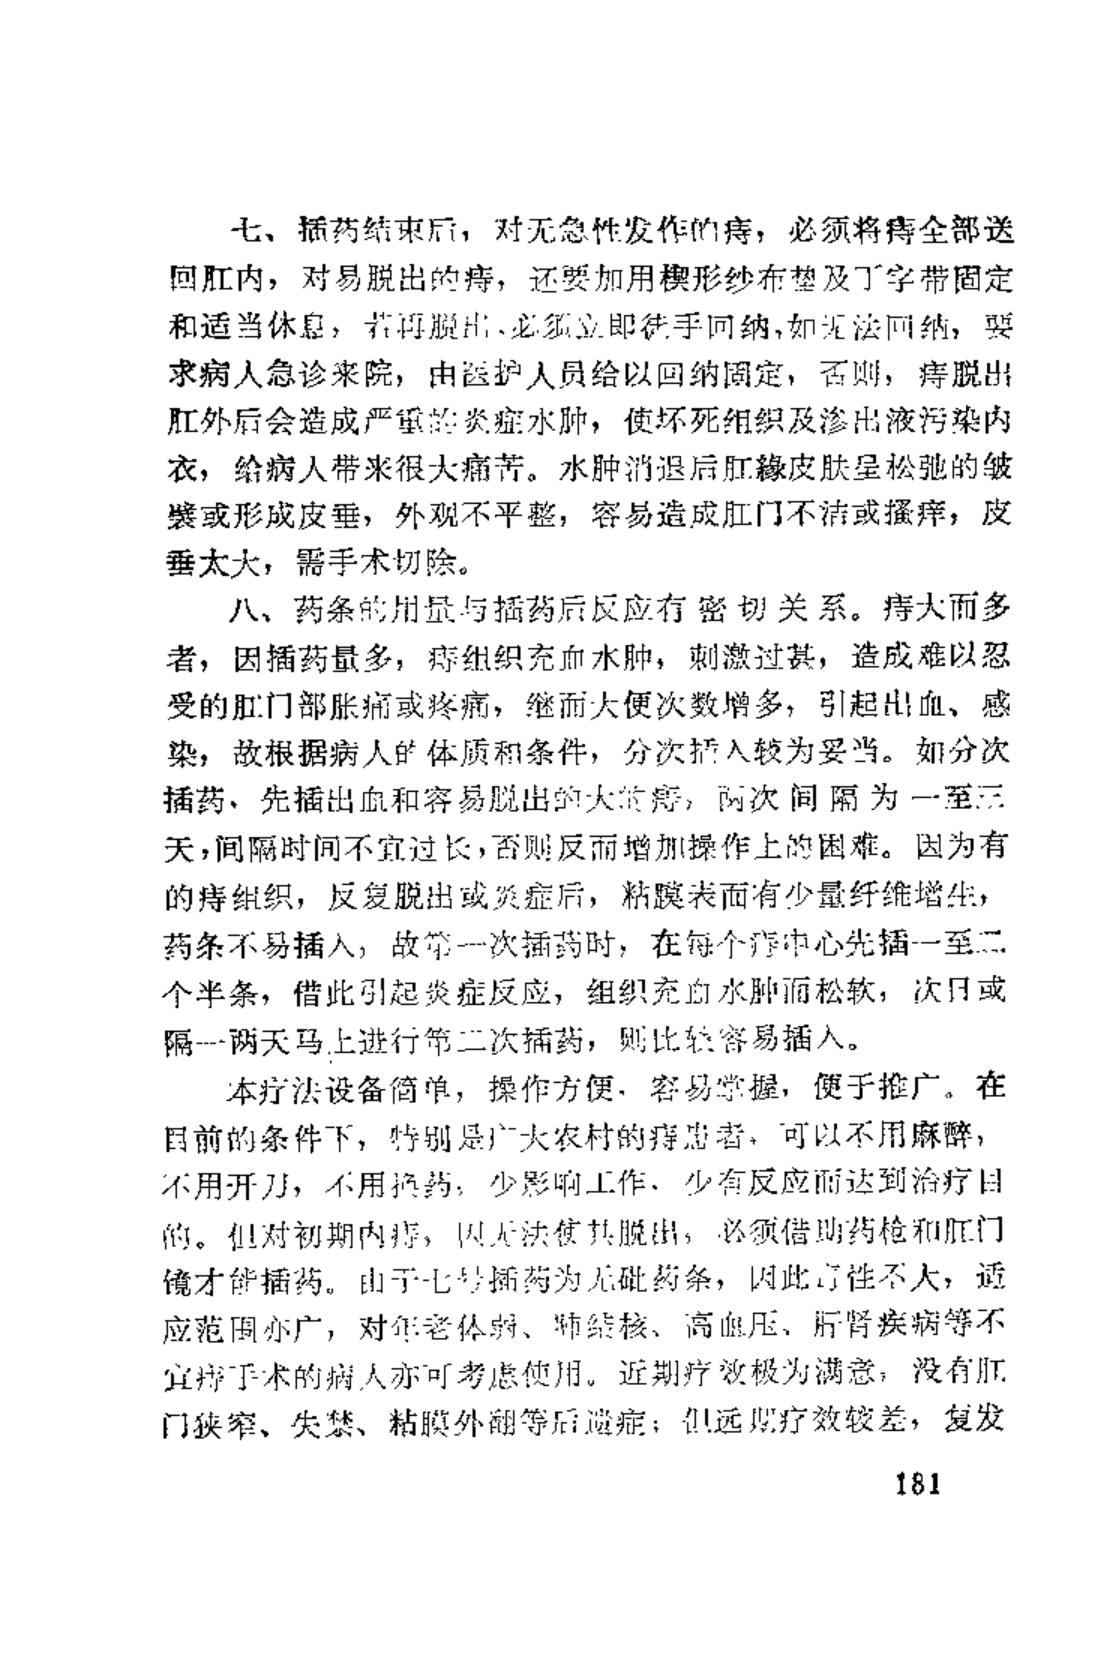 七、插药结束后，对无急性发作的痔，必须将痔全部送
回肛内，对易脱出的痔，还要加用楔形纱布垫及丁字带固定
和适当休息，若再脱出、必须立即徒手回纳，如无法回纳，要
求病人急诊来院，由医护人员给以回纳固定，否则，痔脱出
肛外后会造成严重的炎症水肿，使坏死组织及渗出液污染内
衣，给病人带来很大痛苦。水肿消退后肛缘皮肤呈松弛的皱
襞或形成皮垂，外观不平整，容易造成肛门不洁或搔痒，皮
垂太大，需手术切除。
八、药条的用量与插药后反应有密切关系。痔大而多
者，因插药量多，痔组织充血水肿，刺激过甚，造成难以忍
受的肛门部胀痛或疼痛，继而大便次数增多，引起出血、感
染，故根据病人的体质和条件，分次插入较为妥当。如分次
插药、先插出血和容易脱出的大的痔，两次间隔为一至三
天，间隔时间不宜过长，否则反而增加操作上的困难。因为有
的痔组织，反复脱出或炎症后，粘膜表面有少量纤维增生，
药条不易插入，故第一次插药时，在每个痔中心先插一至二
个半条，借此引起炎症反应，组织充血水肿而松软，次日或
隔一两天马上进行第二次插药，则比较容易插入。
本疗法设备简单，操作方便、容易掌握，便于推广。在
目前的条件下，特别是广大农村的痔患者，可以不用麻醉，
不用开刀，不用换药，少影响工作、少有反应而达到治疗目
的。但对初期内痔，因无法使其脱出，必须借助药枪和肛门
镜才能插药。由于七号插药为无砒药条，因此毒性不大，适
应范围亦广，对年老体弱、肺结核、高血压、肝肾疾病等不
宜痔手术的病人亦可考虑使用。近期疗效极为满意，没有肛
门狭窄、失禁、粘膜外翻等后遗症；但远期疗效较差，复发
181